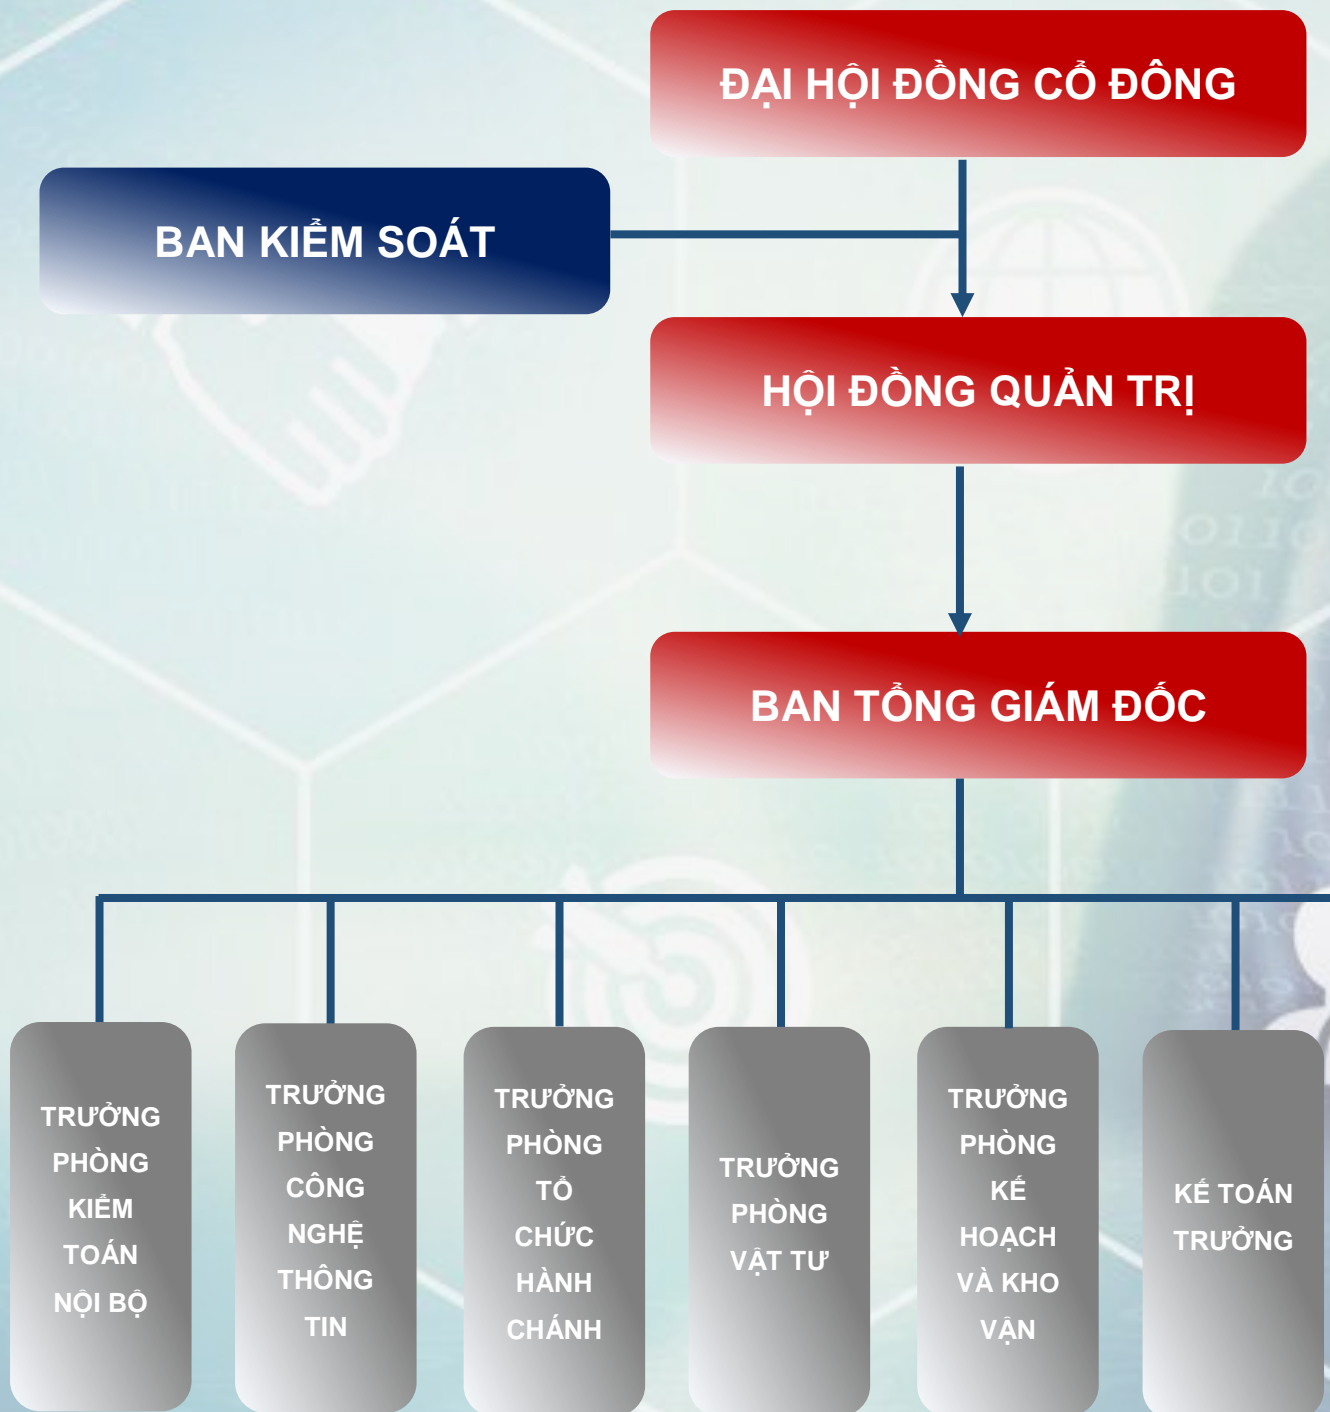 ĐẠI HỘI ĐỒNG CỔ ĐÔNG
BAN KIỂM SOÁT
HỘI ĐỒNG QUẢN TRỊ
BAN TỔNG GIÁM ĐỐC
TRƯỞNG
PHÒNG
KIỂM
TOÁN
NỘI BỘ
TRƯỞNG
PHÒNG
CÔNG
NGHỆ
THÔNG
TIN
TRƯỞNG
PHÒNG
TỔ
CHỨC
HÀNH
CHÁNH
TRƯỞNG
PHÒNG
VẬT TƯ
TRƯỞNG
PHÒNG
KẾ
HOẠCH
VÀ KHO
VẬN
KẾ TOÁN
TRƯỞNG